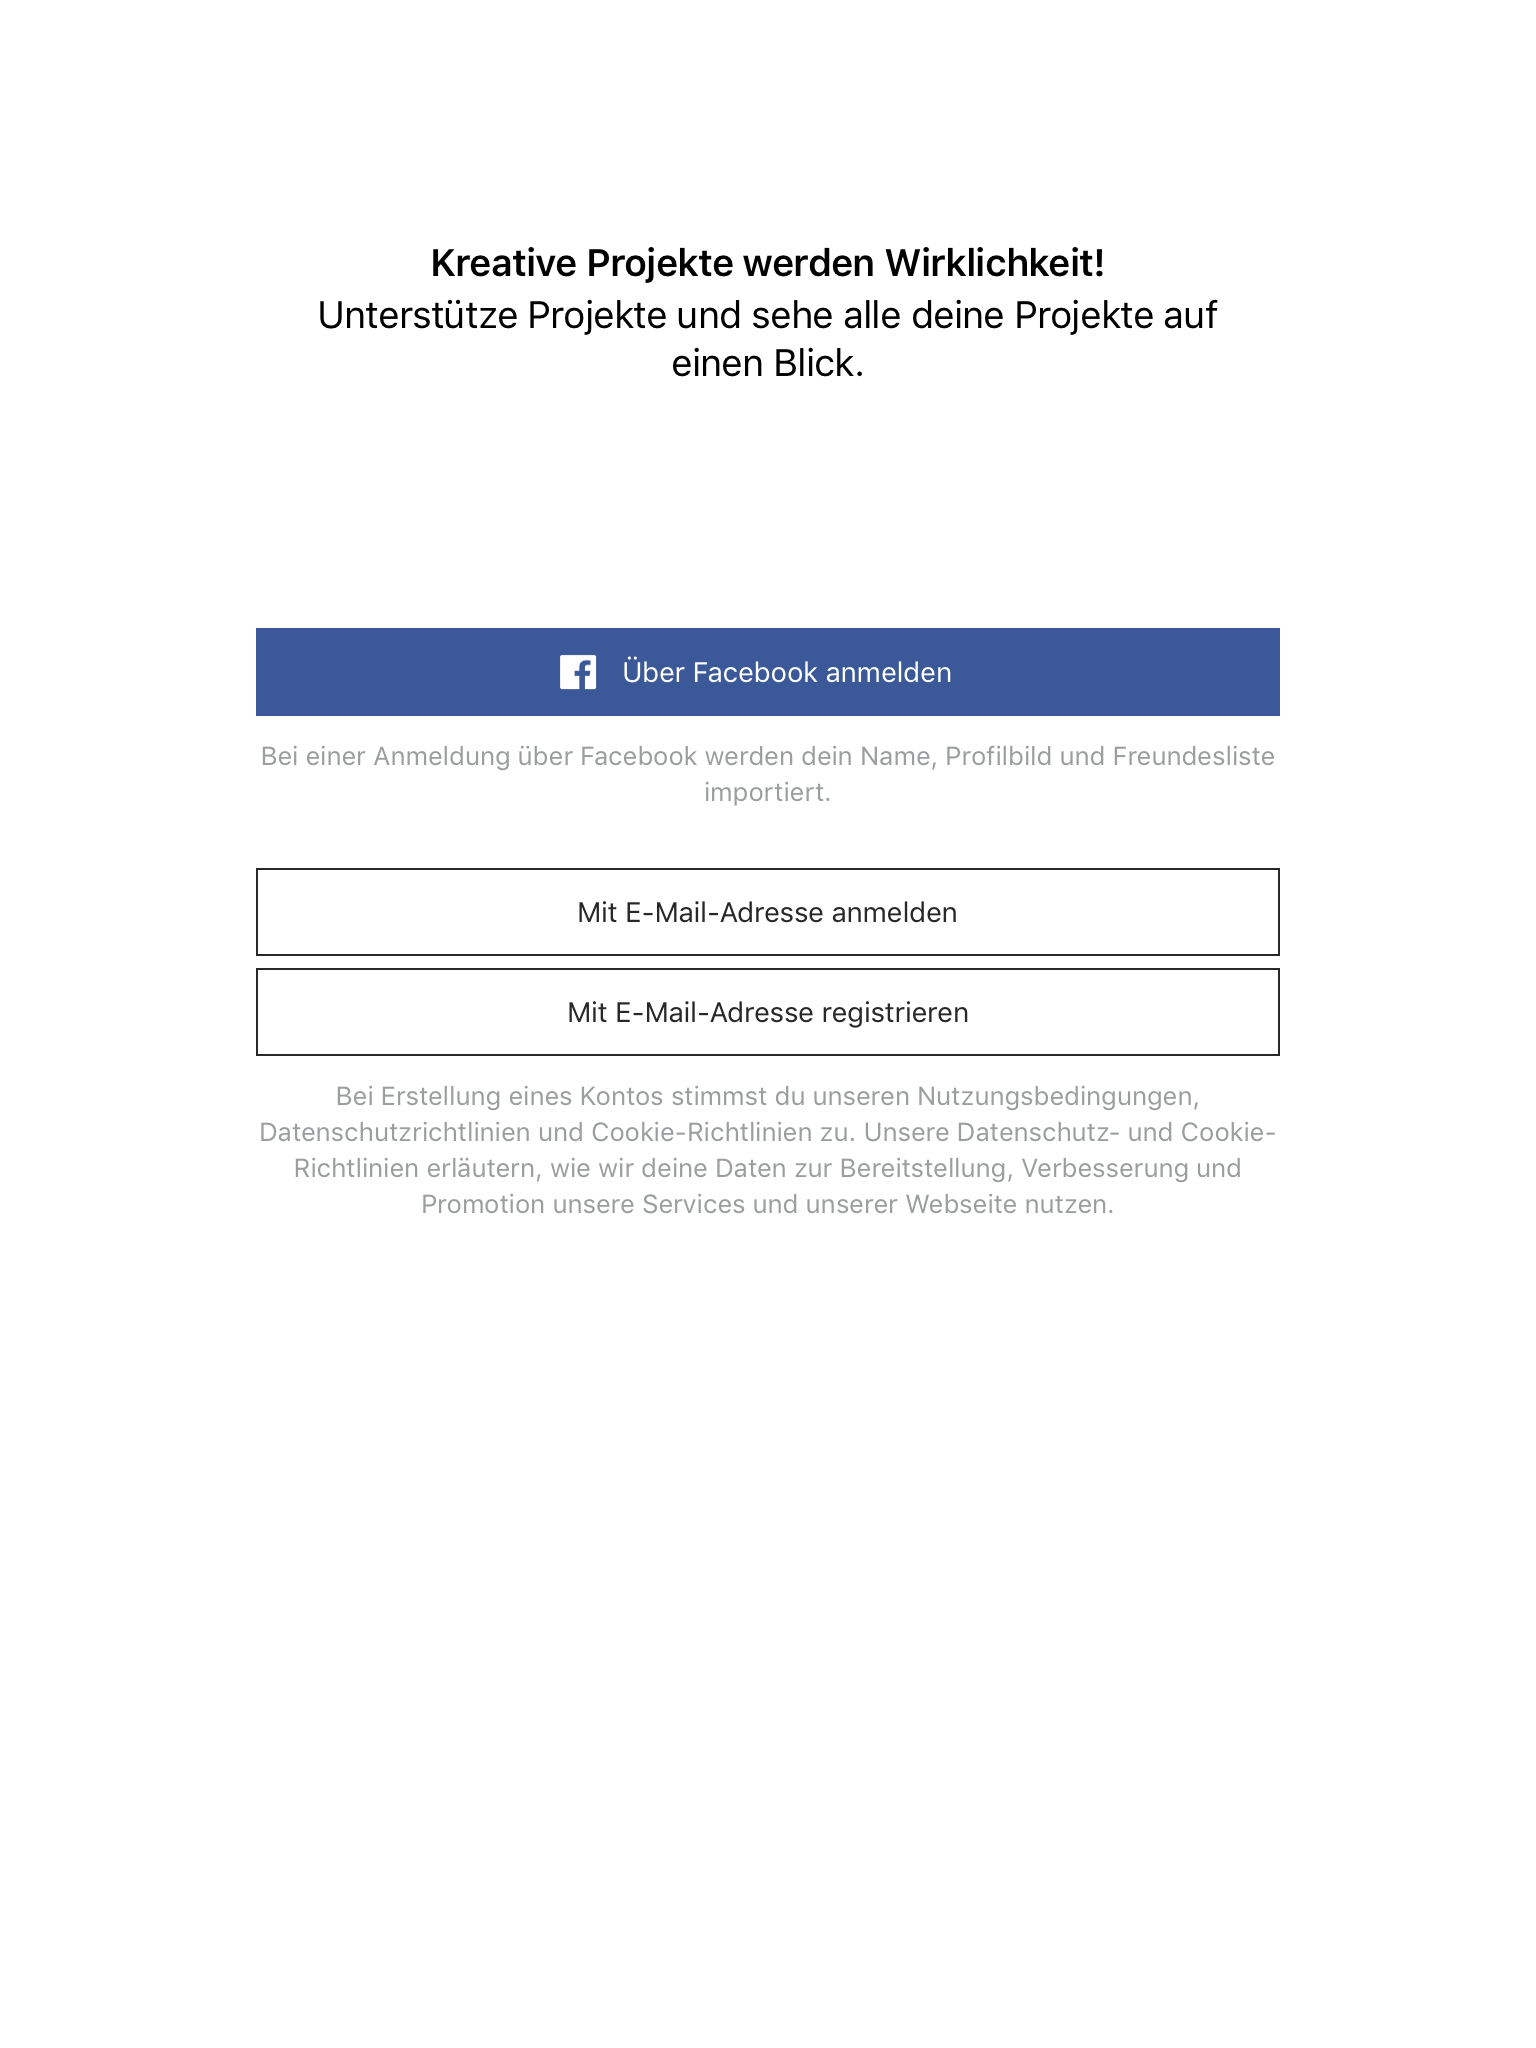 Kreative Projekte werden Wirklichkeit!
Unterstütze Projekte und sehe alle deine Projekte auf
einen Blick.
Über Facebook anmelden
Bei einer Anmeldung über Facebook werden dein Name, Profilbild und Freundesliste
importiert.
Mit E-Mail-Adresse anmelden
Mit E-Mail-Adresse registrieren
Bei Erstellung eines Kontos stimmst du unseren Nutzungsbedingungen,
Datenschutzrichtlinien und Cookie-Richtlinien zu. Unsere Datenschutz- und Cookie-
Richtlinien erläutern, wie wir deine Daten zur Bereitstellung, Verbesserung und
Promotion unsere Services und unserer Webseite nutzen.